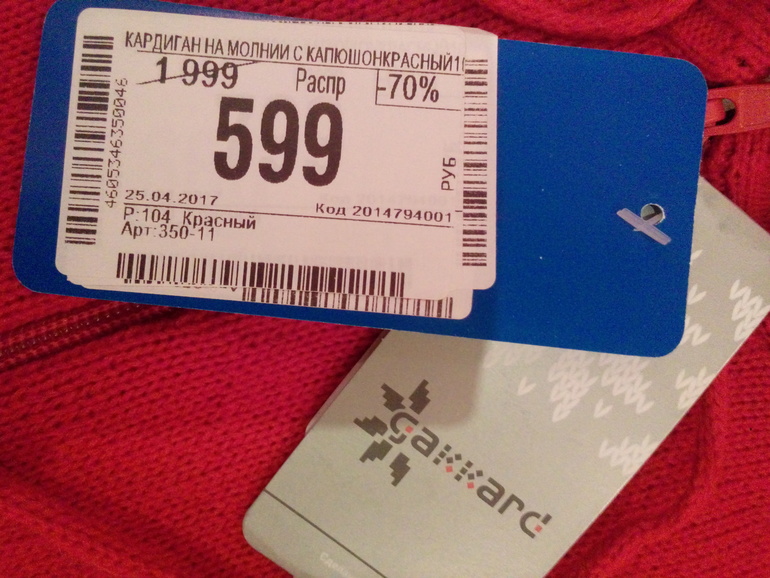 КАРДИГАН НА МОЛНИИ С КАПЮШОНКРАСНЫЙ1
1 999 Распр -70%
599
РУБ
4605346350046
25.04.2017
Код 2014794001
Р:104 Красный
Арт:350-11
gakkard